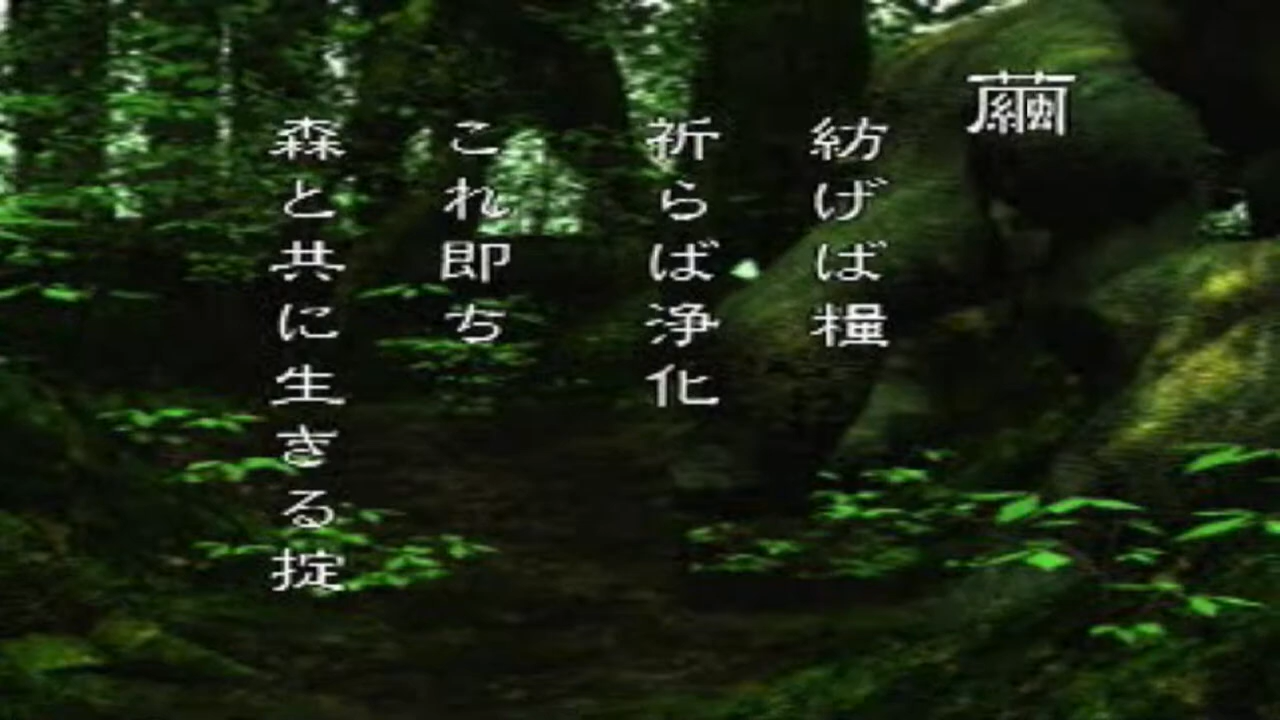 繭
紡げば糧
祈らば浄化
これ即ち
森と共に生きる掟